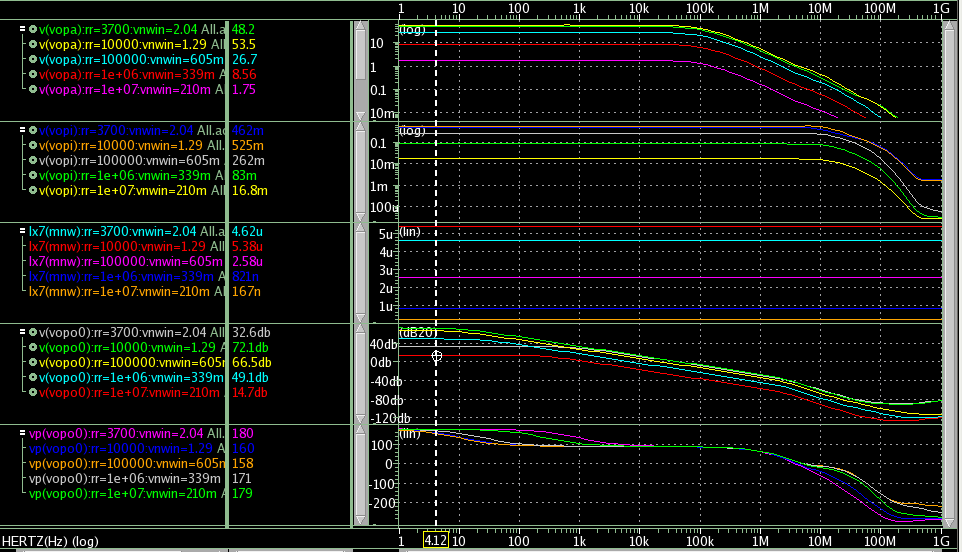 1 10 100 1k 10k 100k 1M 10M 100M 1G
v(vopa):rr=3700:vnwin=2.04 All. 48.2
v(vopa):rr=10000:vnwin=1.29 53.5
v(vopa):rr=100000:vnwin=605m 26.7
v(vopa):rr=1e+06:vnwin=339m 8.56
v(vopa):rr=1e+07:vnwin=210m 1.75
(log)
10
1
0.1
10m
v(vopi):rr=3700:vnwin=2.04 All.a 462m
v(vopi):rr=10000:vnwin=1.29 525m
v(vopi):rr=100000:vnwin=605m 262m
v(vopi):rr=1e+06:vnwin=339m 83m
v(vopi):rr=1e+07:vnwin=210m 16.8m
(log)
0.1
10m
1m
100u
lx7(mnw):rr=3700:vnwin=2.04 All 4.62u
lx7(mnw):rr=10000:vnwin=1.29 All 5.38u
lx7(mnw):rr=100000:vnwin=605m 2.58u
lx7(mnw):rr=1e+06:vnwin=339m A 821n
lx7(mnw):rr=1e+07:vnwin=210m A 167n
(lin)
5u
4u
3u
2u
1u
v(vopo0):rr=3700:vnwin=2.04 All 32.6db
v(vopo0):rr=10000:vnwin=1.29 A 72.1db
v(vopo0):rr=100000:vnwin=605r 66.5db
v(vopo0):rr=1e+06:vnwin=339m 49.1db
v(vopo0):rr=1e+07:vnwin=210m 14.7db
(dB20)
40db
0db
-40db
-80db
-120db
vp(vopo0):rr=3700:vnwin=2.04 All. 180
vp(vopo0):rr=10000:vnwin=1.29 A 160
vp(vopo0):rr=100000:vnwin=605n 158
vp(vopo0):rr=1e+06:vnwin=339m 171
vp(vopo0):rr=1e+07:vnwin=210m A 179
(lin)
100
0
-100
-200
HERTZ(Hz) (log)
1 4.12 10 100 1k 10k 100k 1M 10M 100M 1G